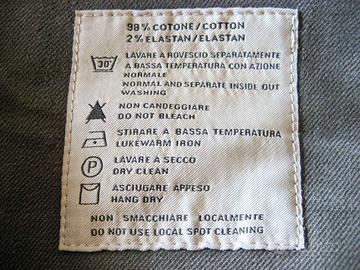 98% COTONE/COTTON
2% ELASTAN/ELASTAN
30°
LAVARE A ROVESCIO SEPARATAMENTE
A BASSA TEMPERATURA CON AZIONE
NORMALE
NORMAL AND SEPARATE INSIDE OUT
WASHING
NON CANDEGGIARE
DO NOT BLEACH
STIRARE A BASSA TEMPERATURA
LUKEWARM IRON
P
LAVARE A SECCO
DRY CLEAN
ASCIUGARE APPESO
HANG DRY
NON SMACCHIARE LOCALMENTE
DO NOT USE LOCAL SPOT CLEANING